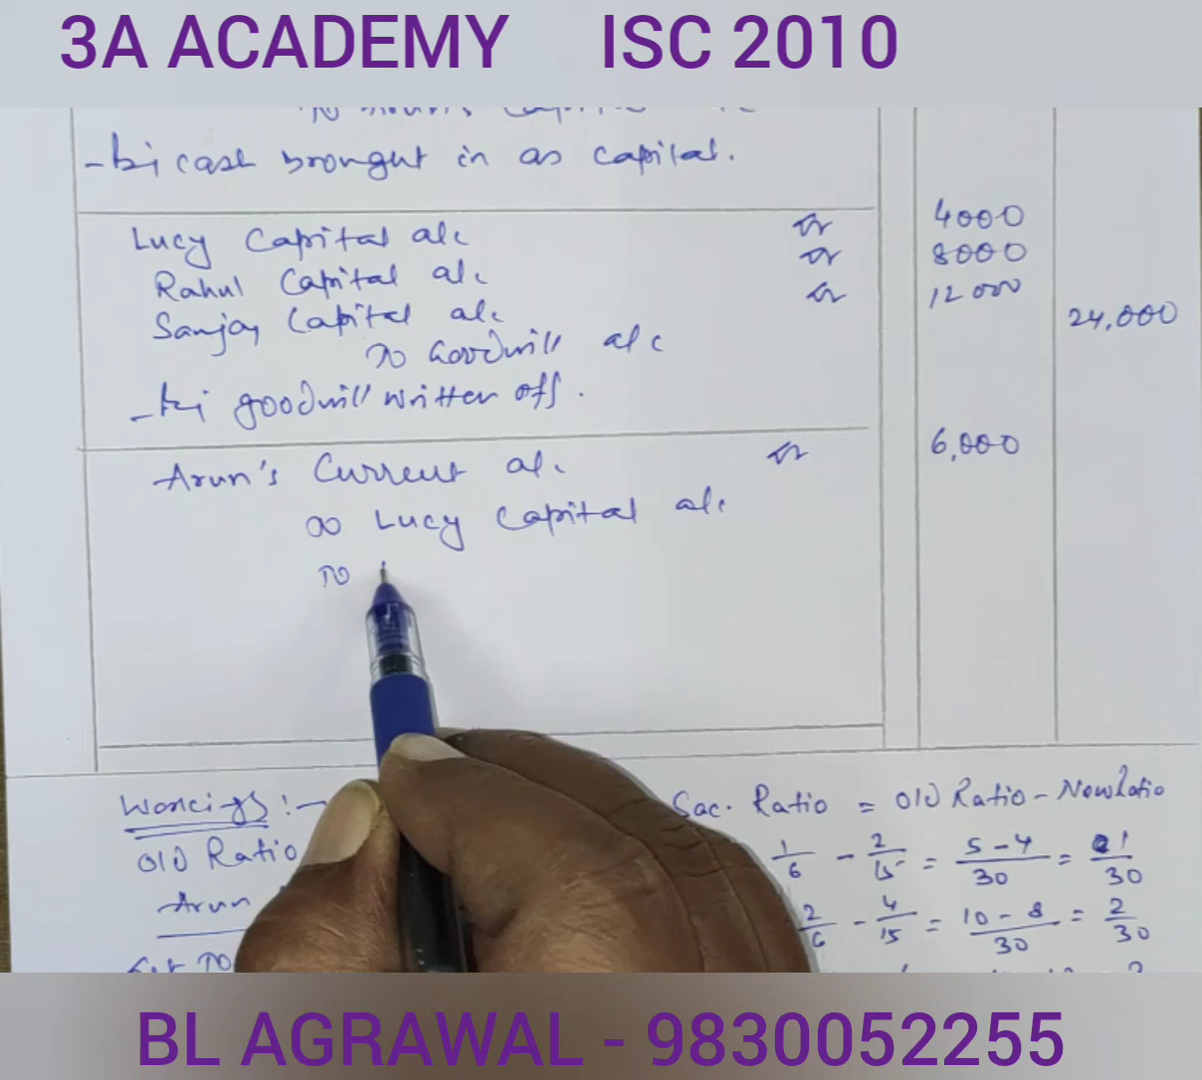 3A ACADEMY ISC 2010
-bi cash brought in as capital.
Lucy Capital a/c Dr 4000
Rahul Capital a/c Dr 8000
Sanjay Capital a/c Dr 12000
To Goodwill a/c 24,000
goodwill written off.
Arun's Current a/c Dr 6,000
To Lucy Capital a/c
To
Old Ratio
Arun
Sac. Ratio = Old Ratio - New Ratio
1/6 - 2/15 = 5-4/30 = 1/30
2/6 - 4/15 = 10-8/30 = 2/30
BL AGRAWAL - 9830052255